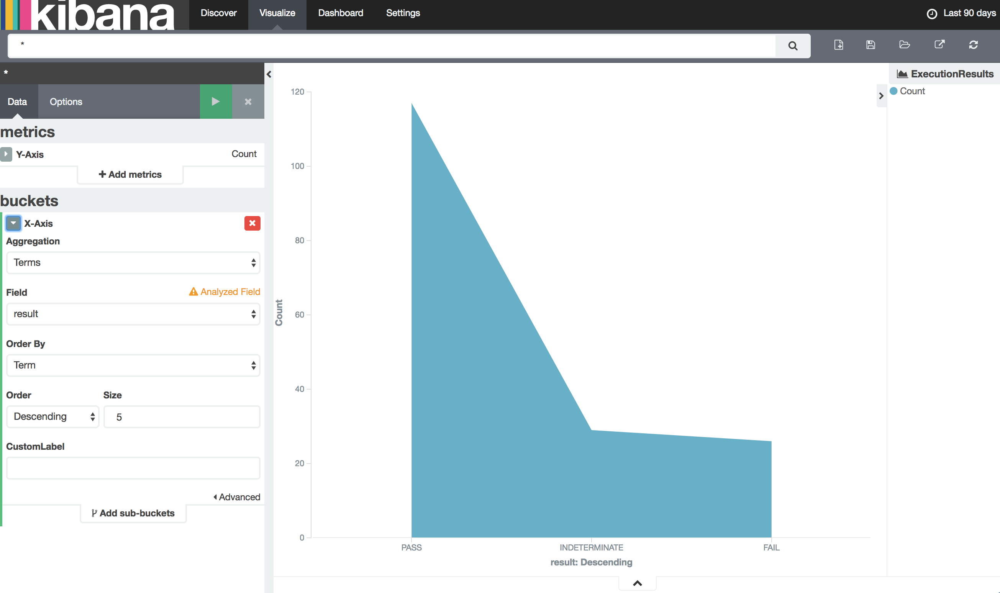 kibana
Discover Visualize Dashboard Settings Last 90 days
*
*
ExecutionResults
Data Options
Count
metrics
Y-Axis Count
Add metrics
buckets
X-Axis
Aggregation
Terms
Field Analyzed Field
result
Order By
Term
Order Size
Descending 5
CustomLabel
Advanced
Add sub-buckets
120
100
80
60
40
20
0
Count
PASS INDETERMINATE FAIL
result: Descending